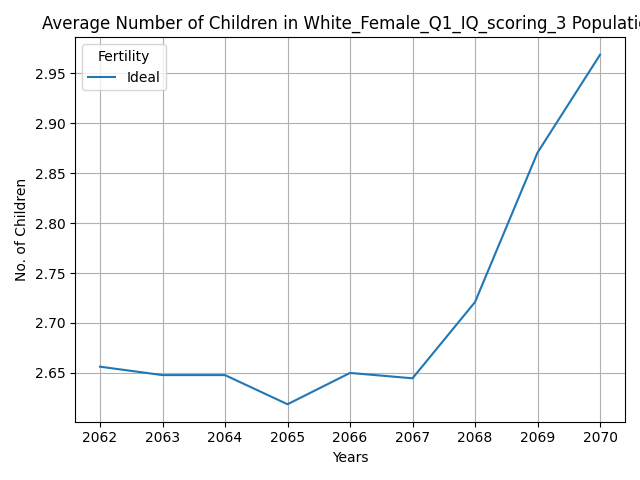 Average Number of Children in White_Female_Q1_IQ_scoring_3 Populatio
Fertility
Ideal
No. of Children
2.95
2.90
2.85
2.80
2.75
2.70
2.65
2062 2063 2064 2065 2066 2067 2068 2069 2070
Years